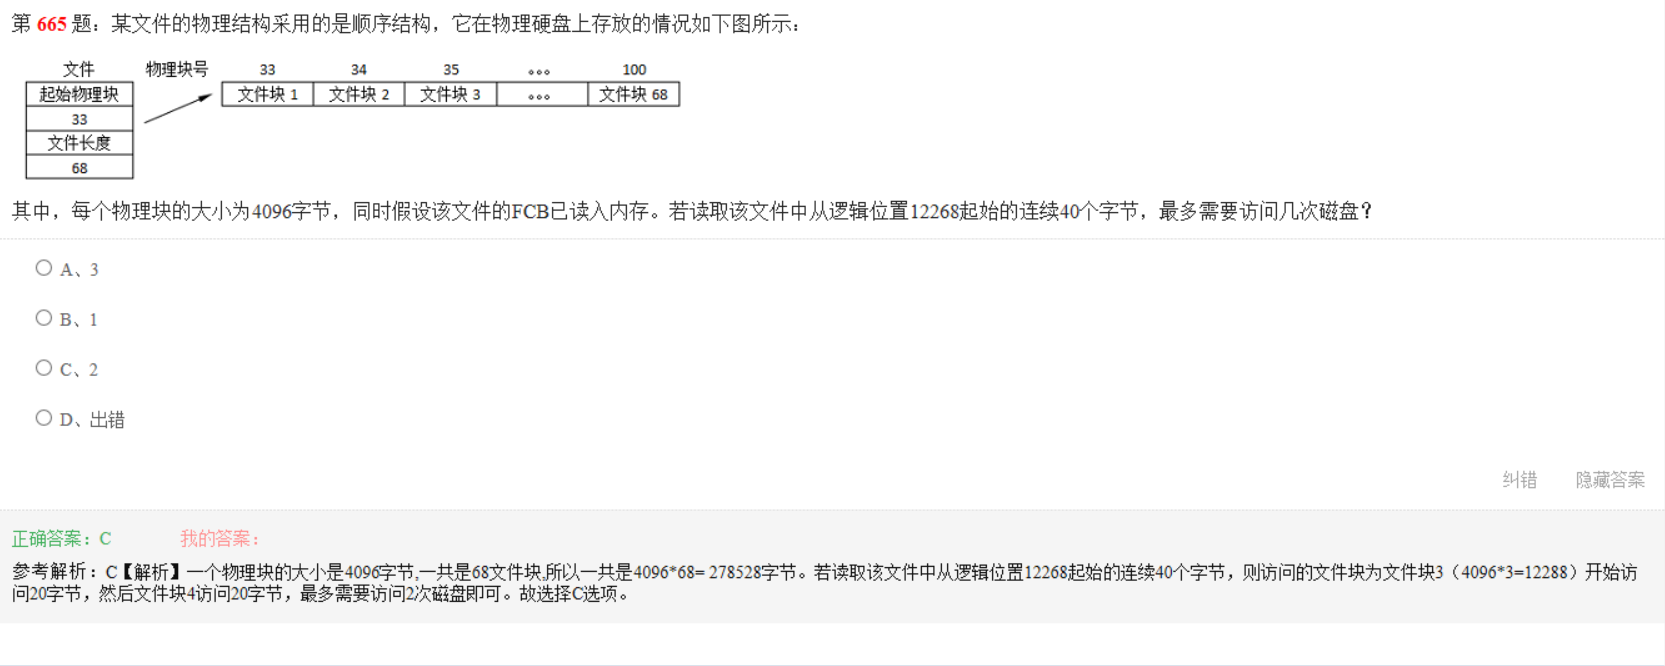 第 665 题：某文件的物理结构采用的是顺序结构，它在物理硬盘上存放的情况如下图所示：
文件 物理块号 33 34 35 。。。 100
起始物理块 文件块 1 文件块 2 文件块 3 。。。 文件块 68
33
文件长度
68
其中，每个物理块的大小为4096字节，同时假设该文件的FCB已读入内存。若读取该文件中从逻辑位置12268起始的连续40个字节，最多需要访问几次磁盘？
A、3
B、1
C、2
D、出错
纠错 隐藏答案
正确答案：C 我的答案：
参考解析：C【解析】一个物理块的大小是4096字节,一共是68文件块,所以一共是4096*68= 278528字节。若读取该文件中从逻辑位置12268起始的连续40个字节，则访问的文件块为文件块3（4096*3=12288）开始访
问20字节，然后文件块4访问20字节，最多需要访问2次磁盘即可。故选择C选项。